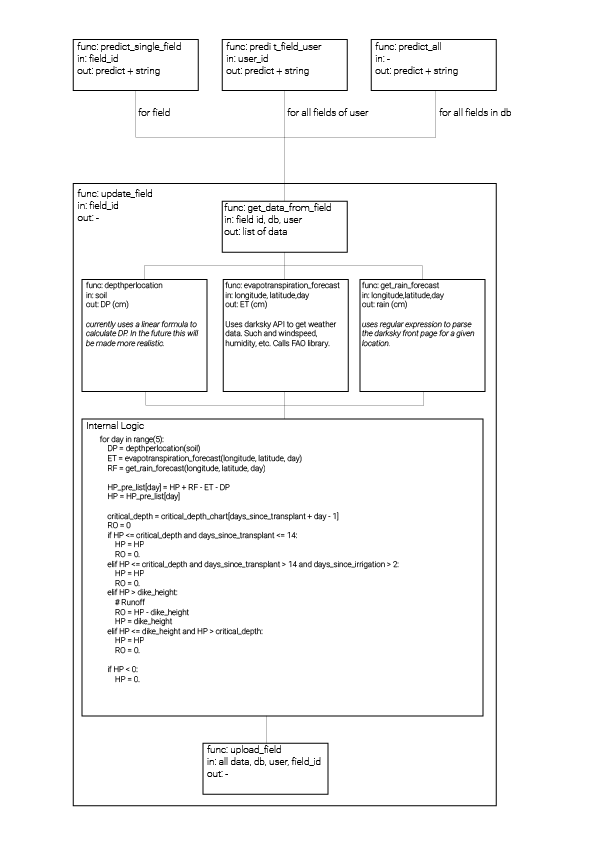 func: predict_single_field
in: field_id
out: predict + string
func: predi t_field_user
in: user_id
out: predict + string
func: predict_all
in: -
out: predict + string
for field
for all fields of user
for all fields in db
func: update_field
in: field_id
out: -
func: get_data_from_field
in: field id, db, user
out: list of data
func: depthperlocation
in: soil
out: DP (cm)
currently uses a linear formula to
calculate DP. In the future this will
be made more realistic.
func: evapotranspiration_forecast
in: longitude, latitude,day
out: ET (cm)
Uses darksky API to get weather
data. Such and windspeed,
humidity, etc. Calls FAO library.
func: get_rain_forecast
in: longitude,latitude,day
out: rain (cm)
uses regular expression to parse
the darksky front page for a given
location.
Internal Logic
for day in range(5):
DP = depthperlocation(soil)
ET = evapotranspiration_forecast(longitude, latitude, day)
RF = get_rain_forecast(longitude, latitude, day)
HP_pre_list[day] = HP + RF - ET - DP
HP = HP_pre_list[day]
critical_depth = critical_depth_chart[days_since_transplant + day - 1]
RO = 0
if HP <= critical_depth and days_since_transplant <= 14:
HP = HP
RO = 0.
elif HP <= critical_depth and days_since_transplant > 14 and days_since_irrigation > 2:
HP = HP
RO = 0.
elif HP > dike_height:
# Runoff
RO = HP - dike_height
HP = dike_height
elif HP <= dike_height and HP > critical_depth:
HP = HP
RO = 0.
if HP < 0:
HP = 0.
func: upload_field
in: all data, db, user, field_id
out: -